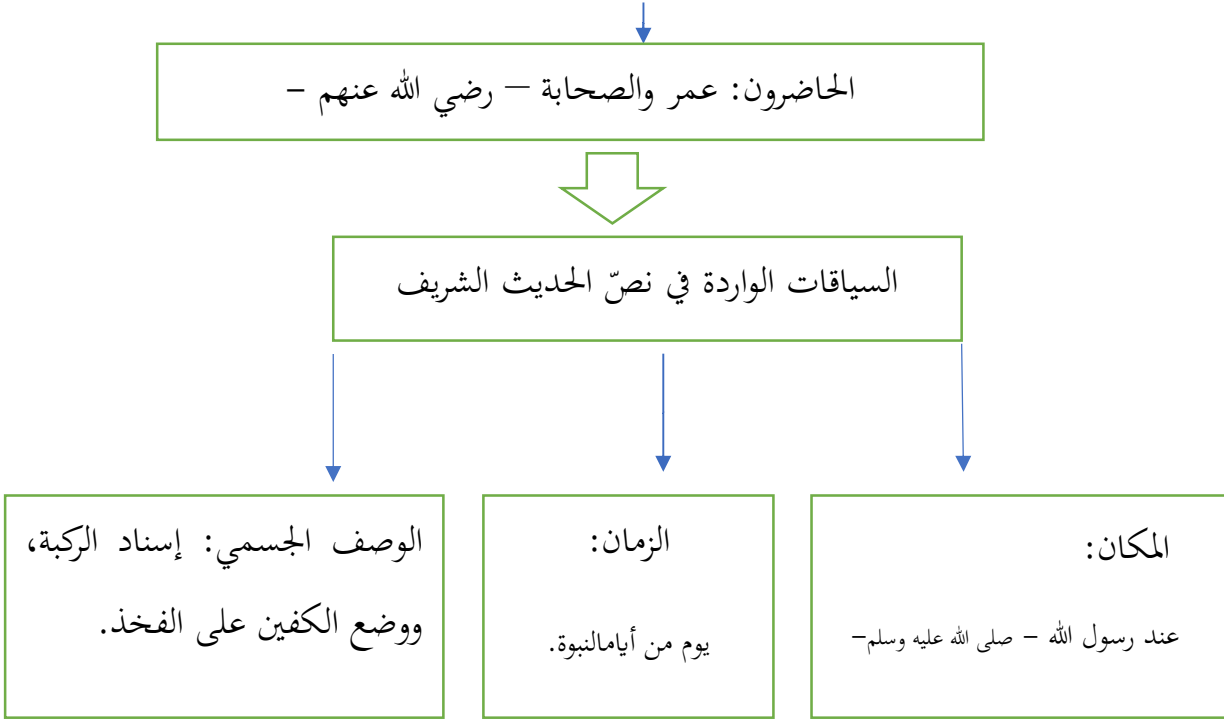 الحاضرون: عمر والصحابة – رضي الله عنهم –
السياقات الواردة في نصّ الحديث الشريف
المكان:
عند رسول الله – صلى الله عليه وسلم–
الزمان:
يوم من أيامالنبوة.
الوصف الجسمي: إسناد الركبة،
ووضع الكفين على الفخذ.